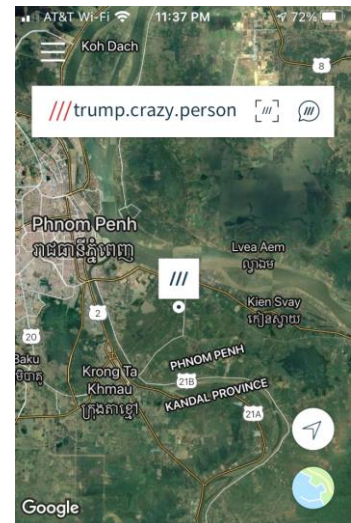 AT&T Wi-Fi 11:37 PM 72%
Koh Dach
8
///trump.crazy.person
Phnom Penh
រាជធានីភ្នំពេញ
Lvea Aem
ល្វាឯម
///
Kien Svay
កៀនស្វាយ
2
20
Baku
PHNOM PENH
Krong Ta
Khmau
ក្រុងតាខ្មៅ
21B
KANDAL PROVINCE
21A
Google